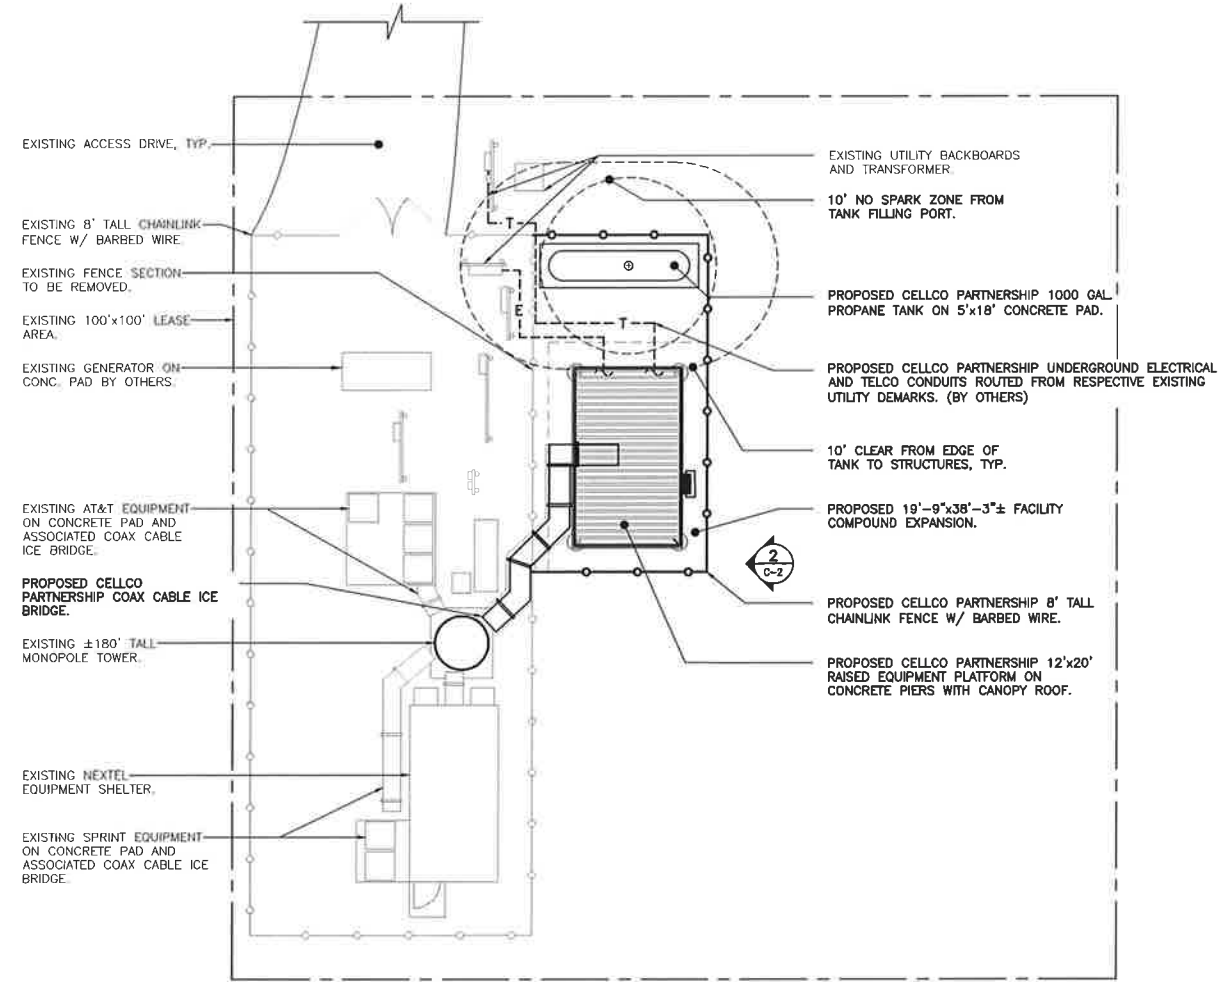 EXISTING ACCESS DRIVE, TYP.
EXISTING 8' TALL CHAINLINK
FENCE W/ BARBED WIRE.
EXISTING FENCE SECTION
TO BE REMOVED.
EXISTING 100'x100' LEASE
AREA.
EXISTING GENERATOR ON
CONC. PAD BY OTHERS.
EXISTING AT&T EQUIPMENT
ON CONCRETE PAD AND
ASSOCIATED COAX CABLE
ICE BRIDGE.
PROPOSED CELLCO
PARTNERSHIP COAX CABLE ICE
BRIDGE.
EXISTING ±180' TALL
MONOPOLE TOWER.
EXISTING NEXTEL
EQUIPMENT SHELTER.
EXISTING SPRINT EQUIPMENT
ON CONCRETE PAD AND
ASSOCIATED COAX CABLE ICE
BRIDGE.
T
E
T
EXISTING UTILITY BACKBOARDS
AND TRANSFORMER.
10' NO SPARK ZONE FROM
TANK FILLING PORT.
PROPOSED CELLCO PARTNERSHIP 1000 GAL.
PROPANE TANK ON 5'x18' CONCRETE PAD.
PROPOSED CELLCO PARTNERSHIP UNDERGROUND ELECTRICAL
AND TELCO CONDUITS ROUTED FROM RESPECTIVE EXISTING
UTILITY DEMARKS. (BY OTHERS)
10' CLEAR FROM EDGE OF
TANK TO STRUCTURES, TYP.
PROPOSED 19'-9"x38'-3"± FACILITY
COMPOUND EXPANSION.
2
C-2
PROPOSED CELLCO PARTNERSHIP 8' TALL
CHAINLINK FENCE W/ BARBED WIRE.
PROPOSED CELLCO PARTNERSHIP 12'x20'
RAISED EQUIPMENT PLATFORM ON
CONCRETE PIERS WITH CANOPY ROOF.